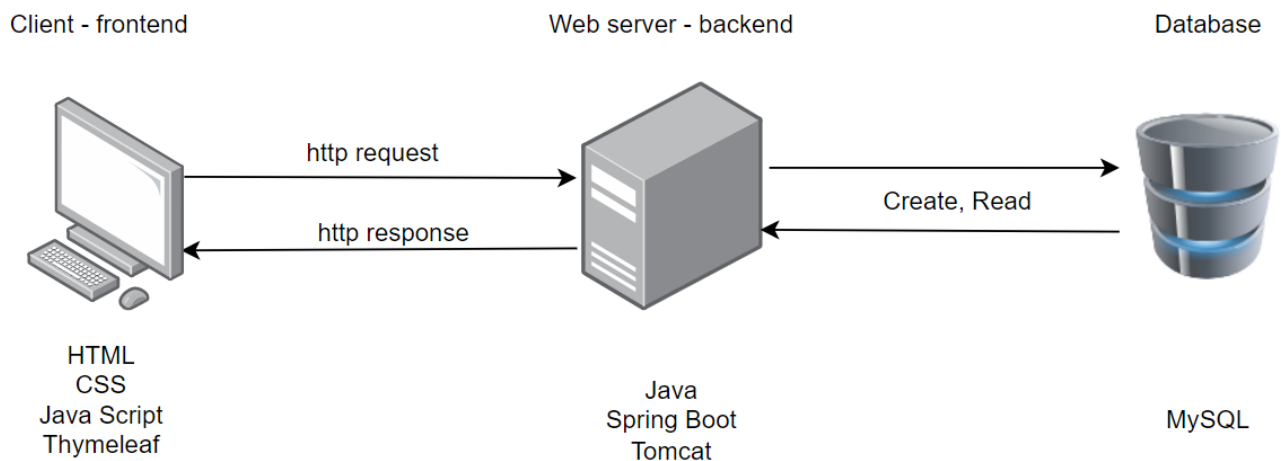 Client - frontend
Web server - backend
Database
http request
http response
Create, Read
HTML
CSS
Java Script
Thymeleaf
Java
Spring Boot
Tomcat
MySQL